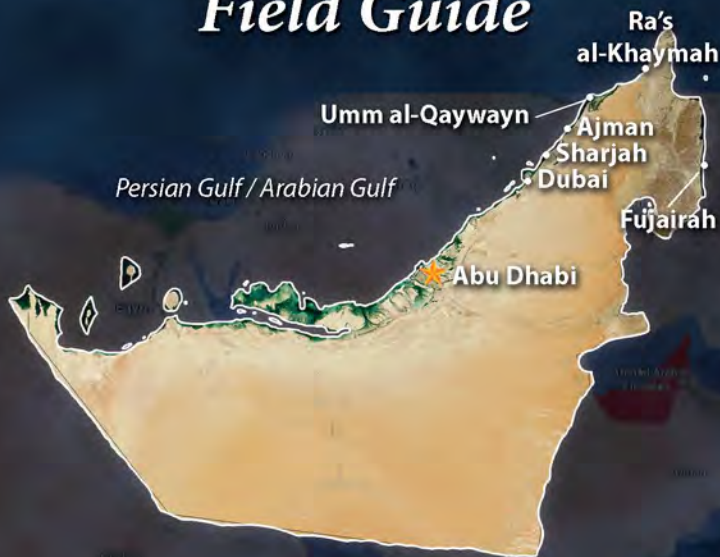 Field Guide
Ra's
al-Khaymah
Umm al-Qaywayn
Ajman
Sharjah
Persian Gulf / Arabian Gulf
Dubai
Fujairah
Abu Dhabi